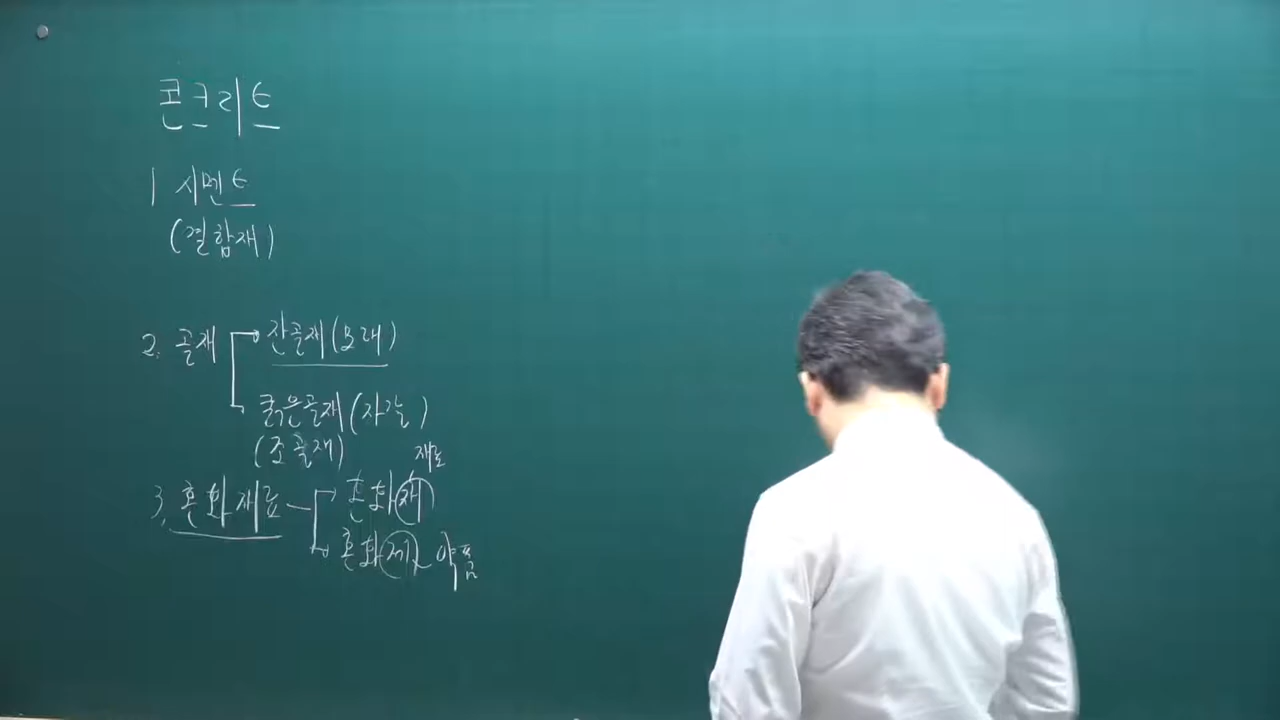 콘크리트
1 시멘트
(결합재)
2. 골재 잔골재(모래)
굵은골재(자갈)
(조골재)
재료
3. 혼화재료 혼화재
혼화제 약품